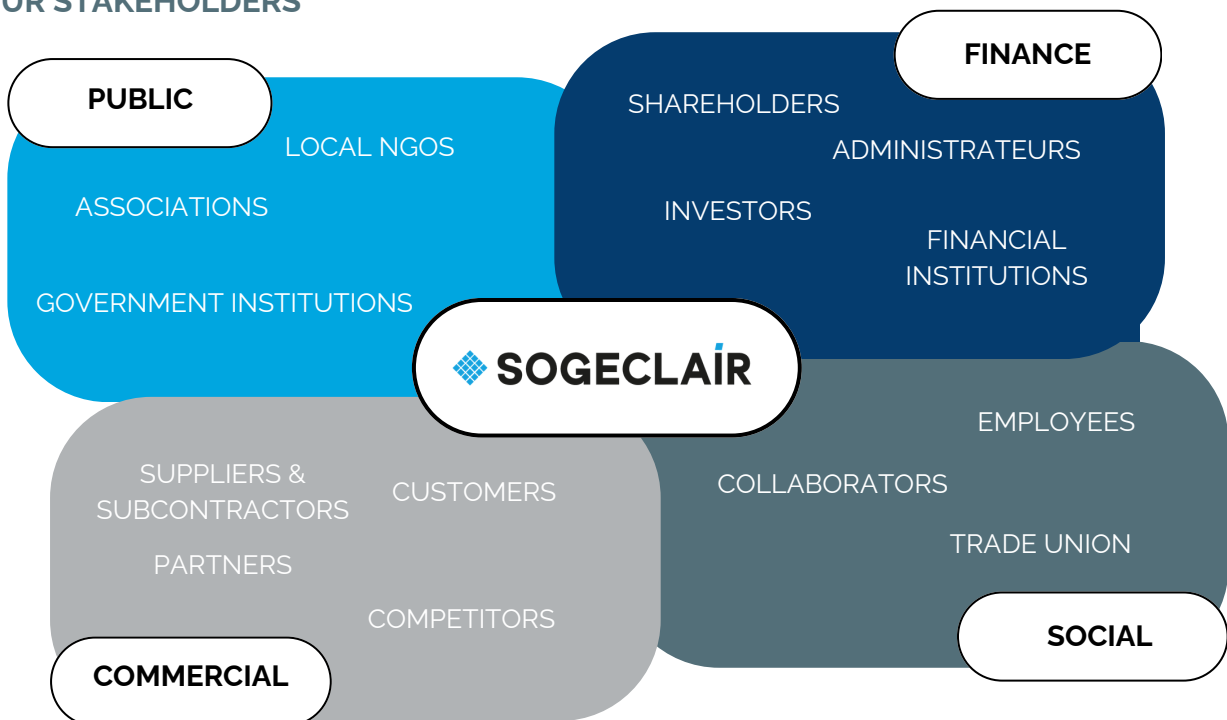 UR STAKEHOLDERS
PUBLIC
LOCAL NGOS
ASSOCIATIONS
GOVERNMENT INSTITUTIONS
FINANCE
SHAREHOLDERS
ADMINISTRATEURS
INVESTORS
FINANCIAL
INSTITUTIONS
SOGECLAIR
SUPPLIERS &
SUBCONTRACTORS
CUSTOMERS
PARTNERS
COMPETITORS
COMMERCIAL
EMPLOYEES
COLLABORATORS
TRADE UNION
SOCIAL